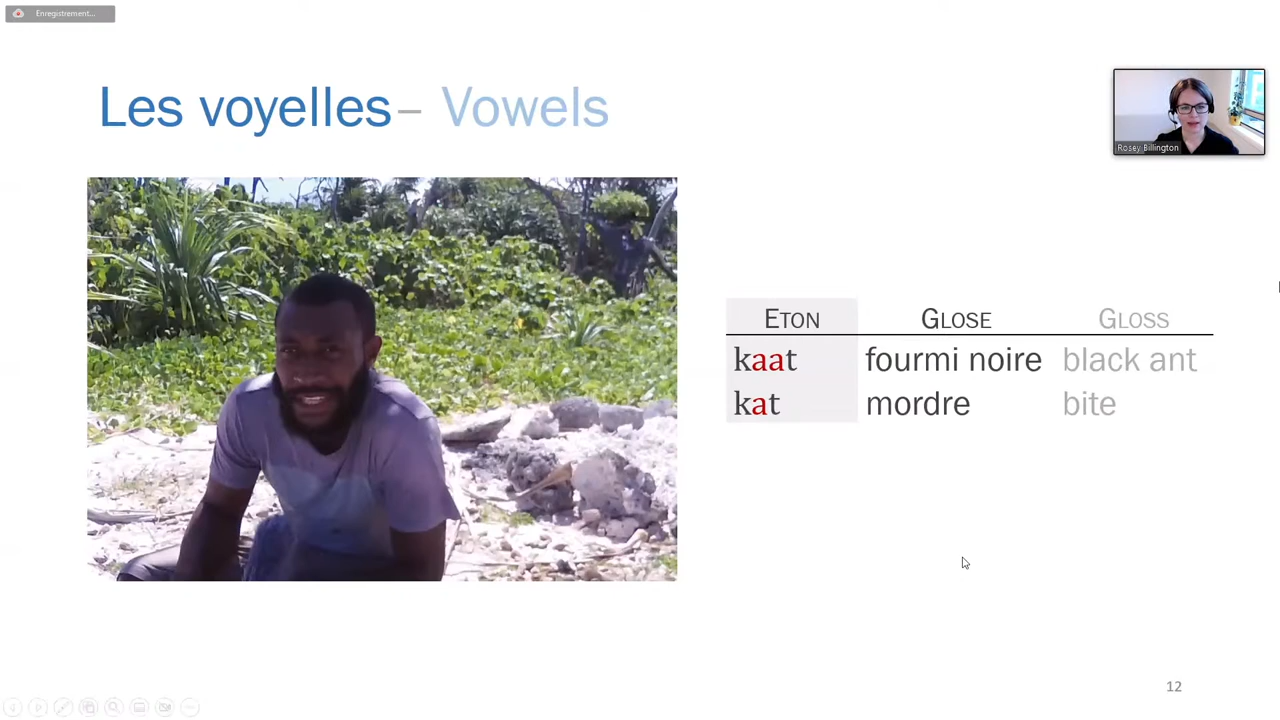 Enregistrement...
Les voyelles – Vowels
Rosey Billington
ETON GLOSE GLOSS
kaat fourmi noire black ant
kat mordre bite
12